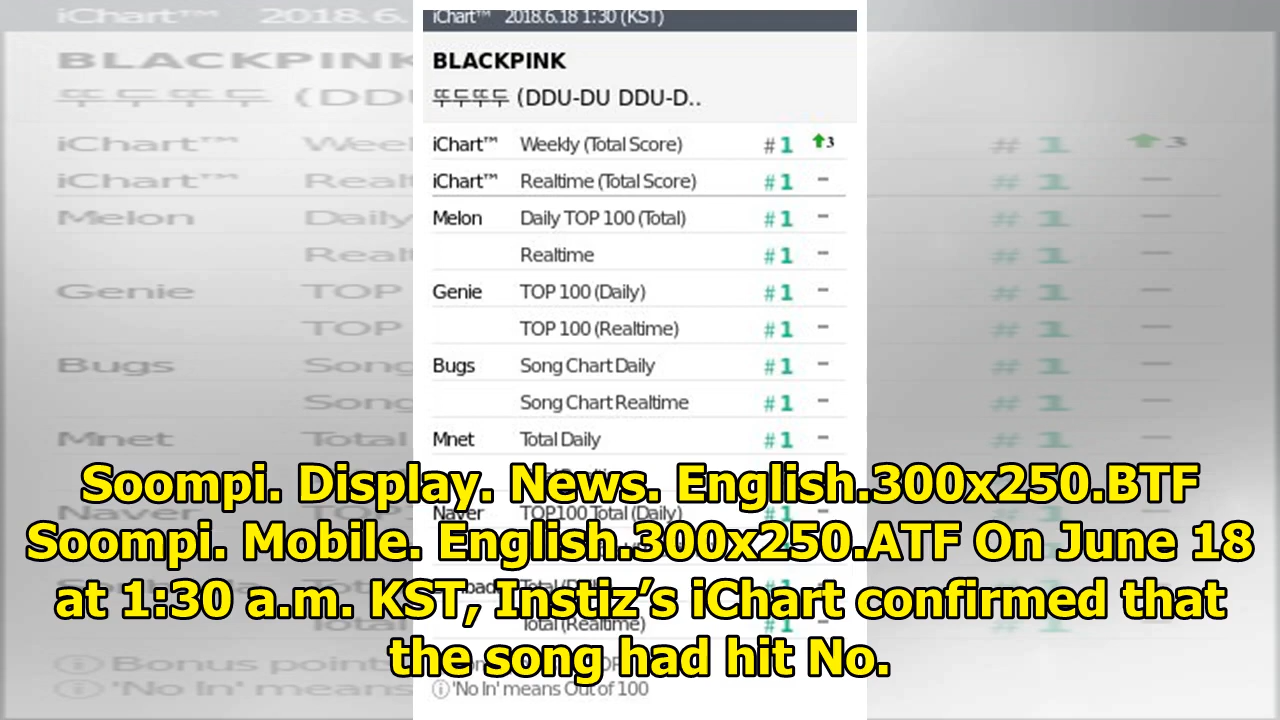 iChart™ 2018.6.18 1:30 (KST)
BLACKPINK
뚜두뚜두 (DDU-DU DDU-D..
iChart™ Weekly (Total Score) #1 3
iChart™ Realtime (Total Score) #1 –
Melon Daily TOP 100 (Total) #1 –
Realtime #1 –
Genie TOP 100 (Daily) #1 –
TOP 100 (Realtime) #1 –
Bugs Song Chart Daily #1 –
Song Chart Realtime #1 –
Mnet Total Daily #1 –
Naver TOP100 Total (Daily) #1 –
Total (Realtime) #1 –
ⓘ 'No In' means Out of 100
Soompi. Display. News. English.300x250.BTF
Soompi. Mobile. English.300x250.ATF On June 18
at 1:30 a.m. KST, Instiz’s iChart confirmed that
the song had hit No.